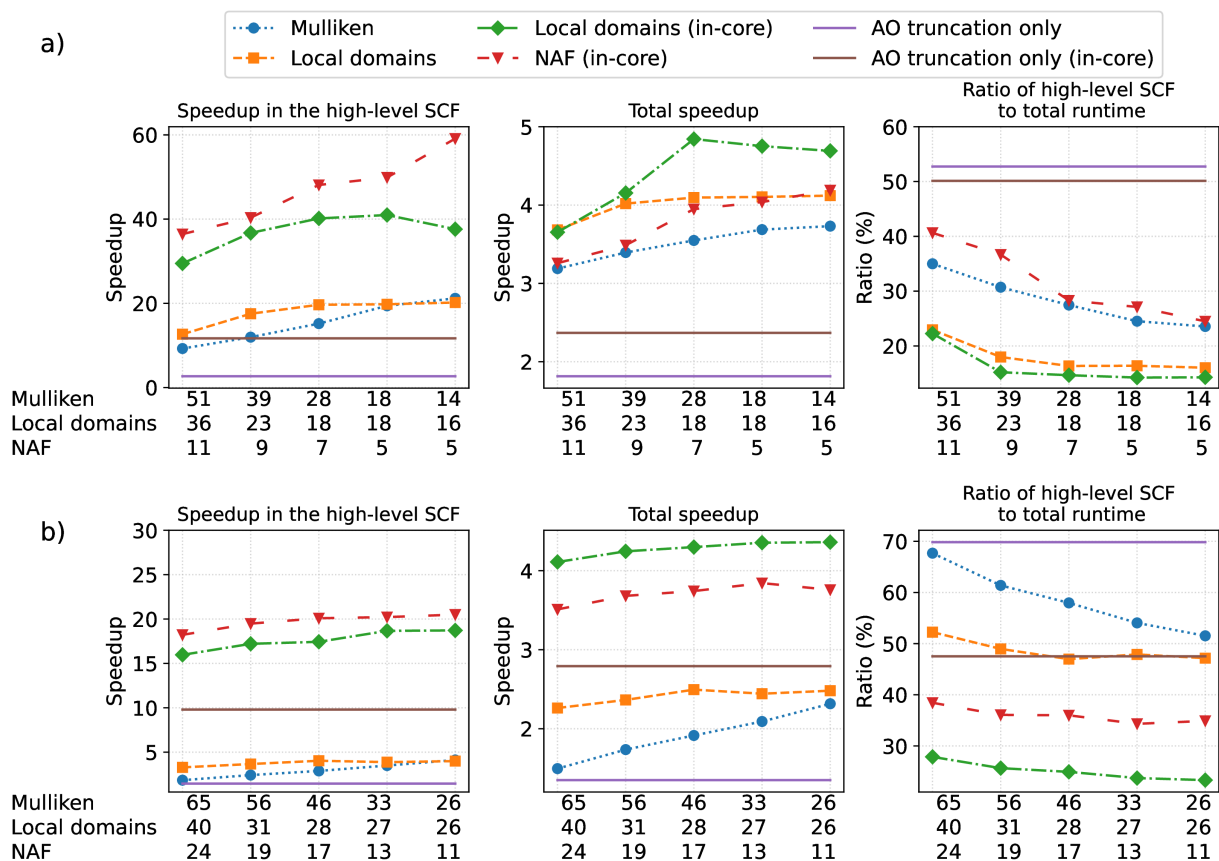 a)
Mulliken
Local domains
Local domains (in-core)
NAF (in-core)
AO truncation only
AO truncation only (in-core)
Speedup in the high-level SCF
Speedup
60
40
20
0
Total speedup
Speedup
5
4
3
2
Ratio of high-level SCF
to total runtime
Ratio (%)
60
50
40
30
20
Mulliken 51 39 28 18 14 51 39 28 18 14 51 39 28 18 14
Local domains 36 23 18 18 16 36 23 18 18 16 36 23 18 18 16
NAF 11 9 7 5 5 11 9 7 5 5 11 9 7 5 5
b)
Speedup in the high-level SCF
Speedup
30
25
20
15
10
5
Total speedup
Speedup
4
3
2
Ratio of high-level SCF
to total runtime
Ratio (%)
70
60
50
40
30
Mulliken 65 56 46 33 26 65 56 46 33 26 65 56 46 33 26
Local domains 40 31 28 27 26 40 31 28 27 26 40 31 28 27 26
NAF 24 19 17 13 11 24 19 17 13 11 24 19 17 13 11